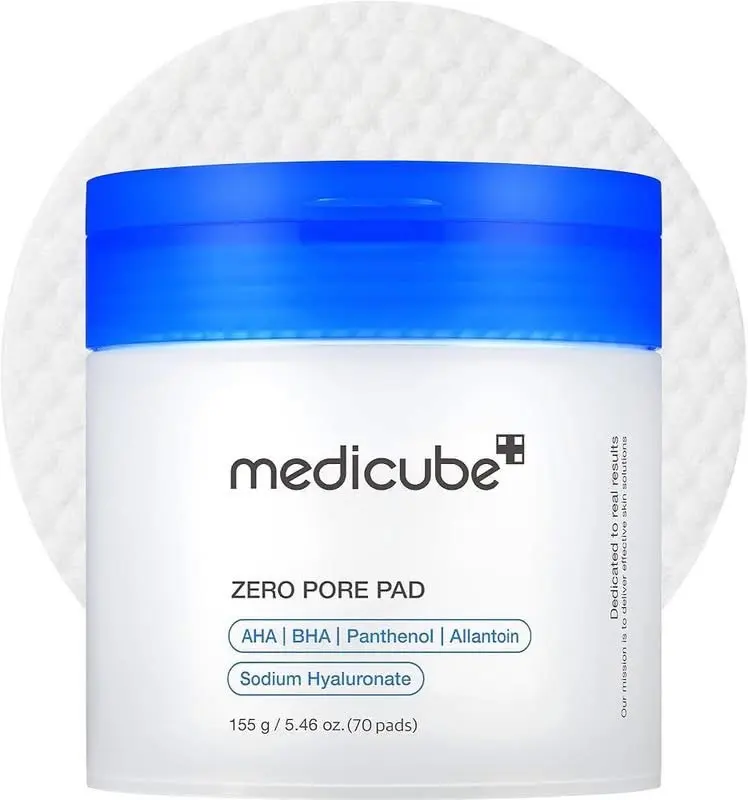 medicube
ZERO PORE PAD
AHA | BHA | Panthenol | Allantoin
Sodium Hyaluronate
155 g / 5.46 oz. (70 pads)
Dedicated to real results
Our mission is to deliver effective skin solutions